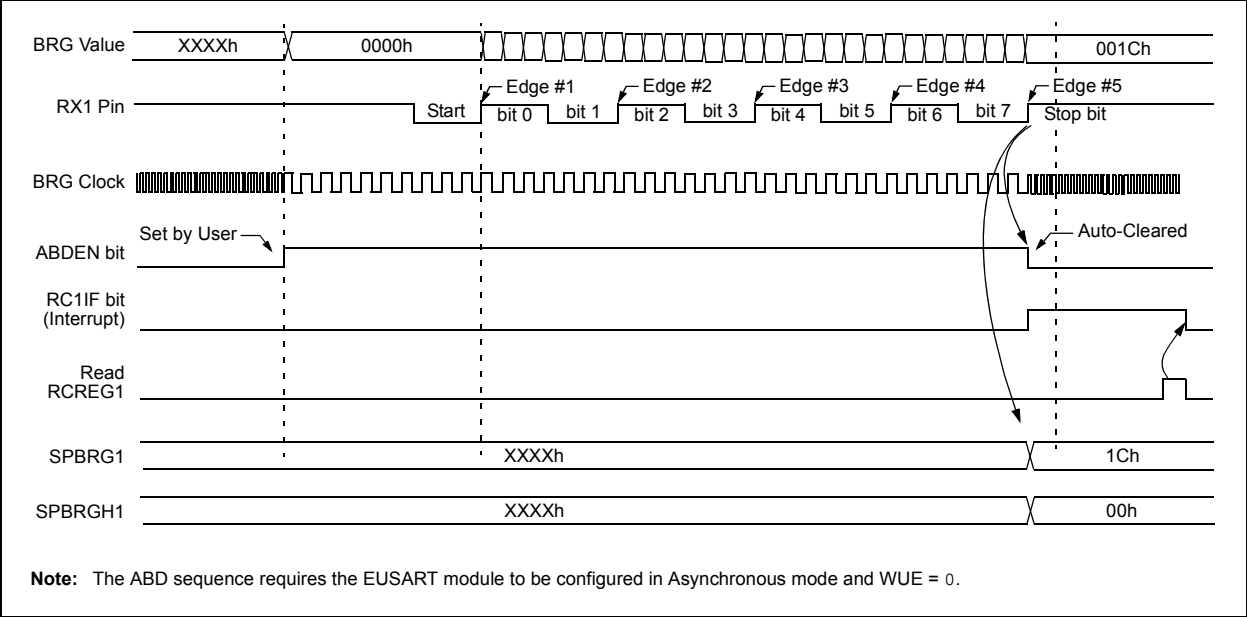 BRG Value XXXXh 0000h 001Ch
Edge #1 Edge #2 Edge #3 Edge #4 Edge #5
RX1 Pin Start bit 0 bit 1 bit 2 bit 3 bit 4 bit 5 bit 6 bit 7 Stop bit
BRG Clock
Set by User Auto-Cleared
ABDEN bit
RC1IF bit
(Interrupt)
Read
RCREG1
SPBRG1 XXXXh 1Ch
SPBRGH1 XXXXh 00h
Note: The ABD sequence requires the EUSART module to be configured in Asynchronous mode and WUE = 0.